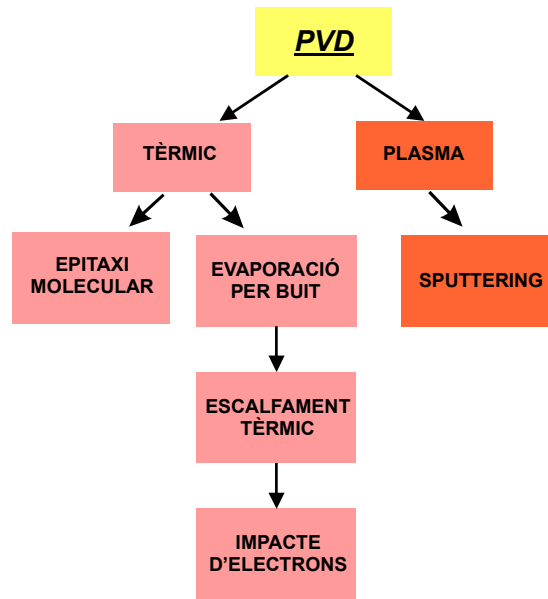 PVD
TÈRMIC
PLASMA
EPITAXI
MOLECULAR
EVAPORACIÓ
PER BUIT
SPUTTERING
ESCALFAMENT
TÈRMIC
IMPACTE
D'ELECTRONS